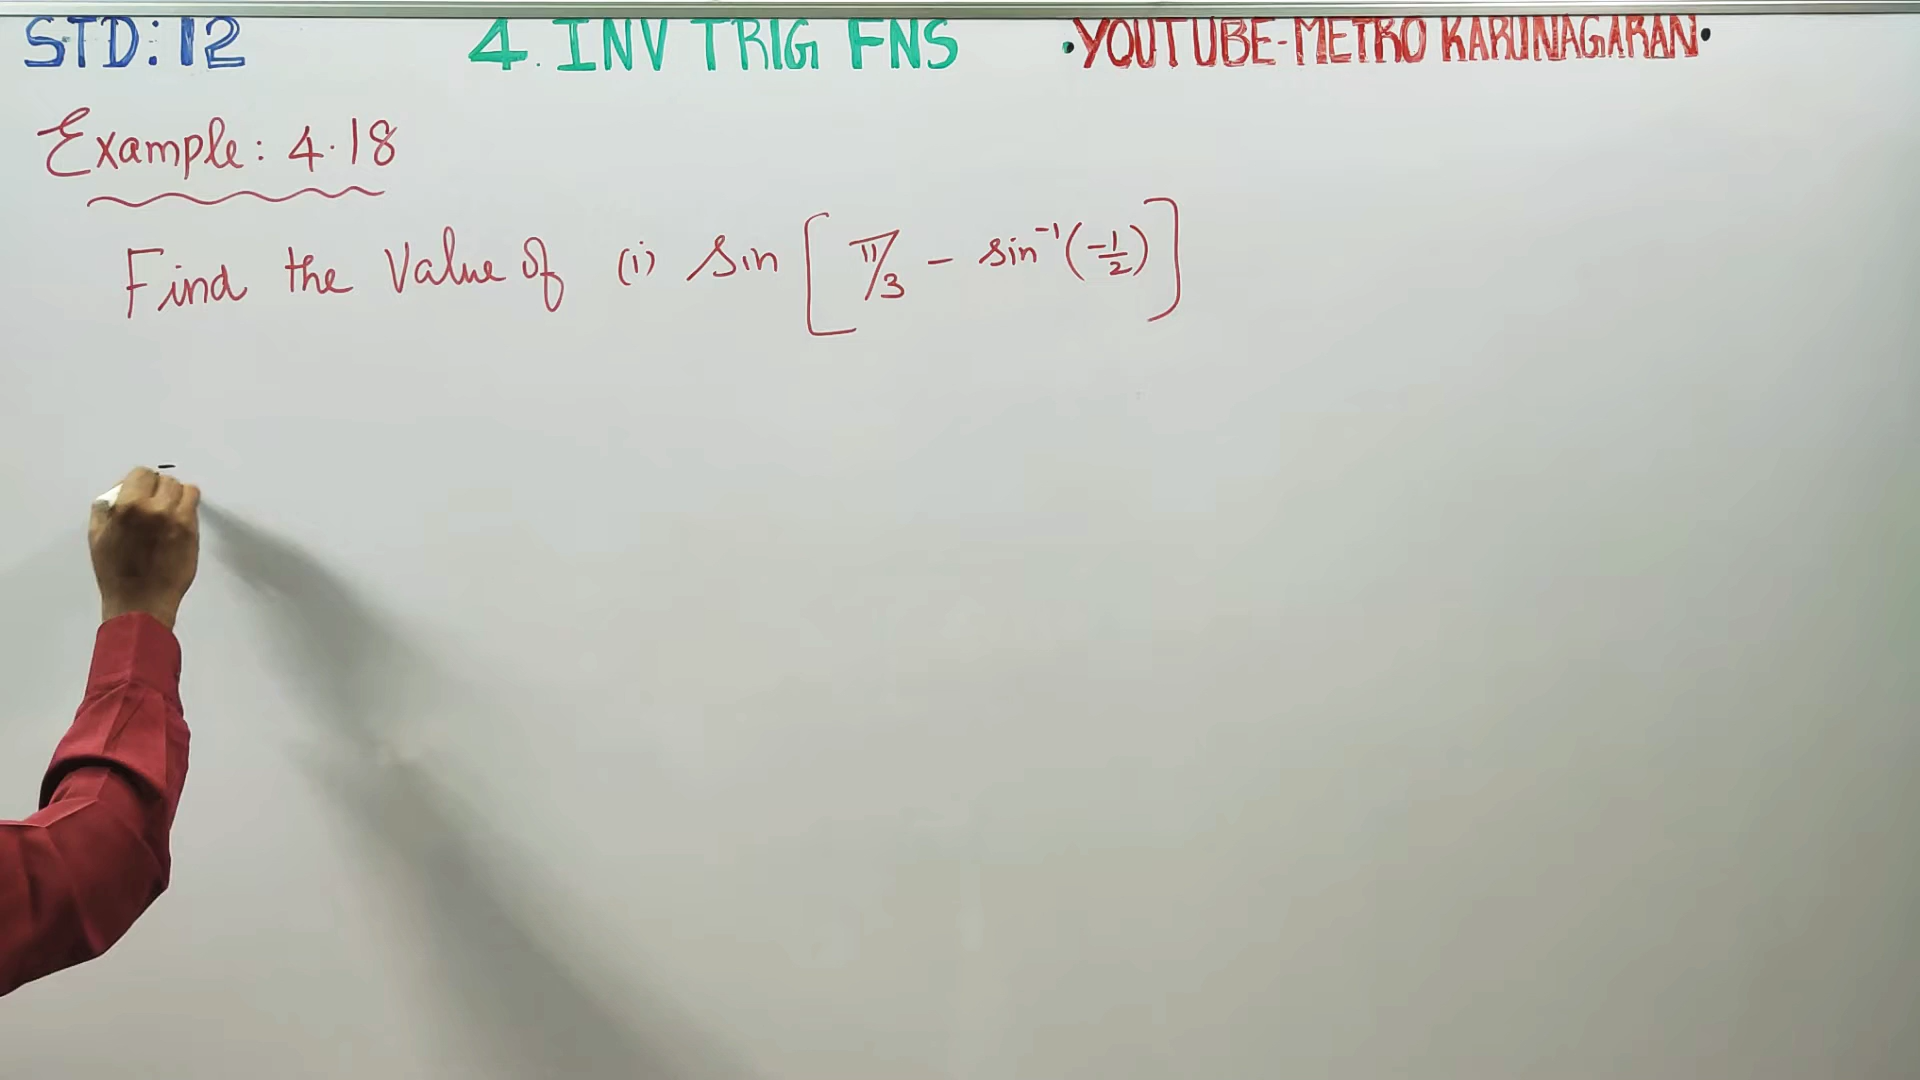 STD: 12 4. INV TRIG FNS •YOUTUBE-METRO KARUNAGARAN•
Example: 4.18
Find the Value of (i) sin [π/3 - sin⁻¹(-1/2)]